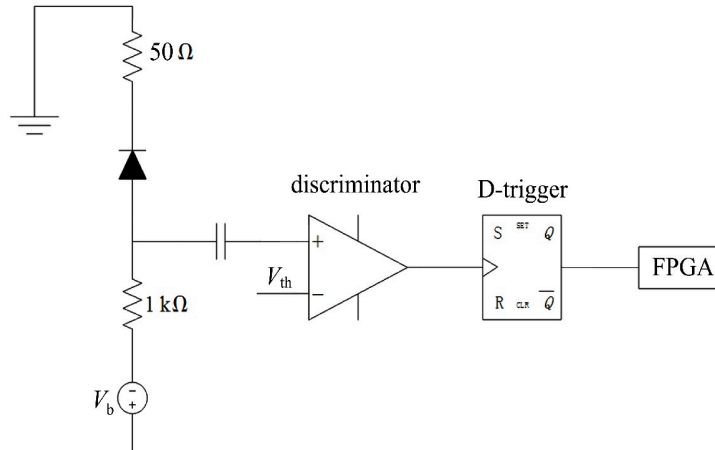 50 Ω
discriminator
D-trigger
S SET Q
+
FPGA
V_th
−
1 kΩ
R CLR Q̅
V_b
-
+